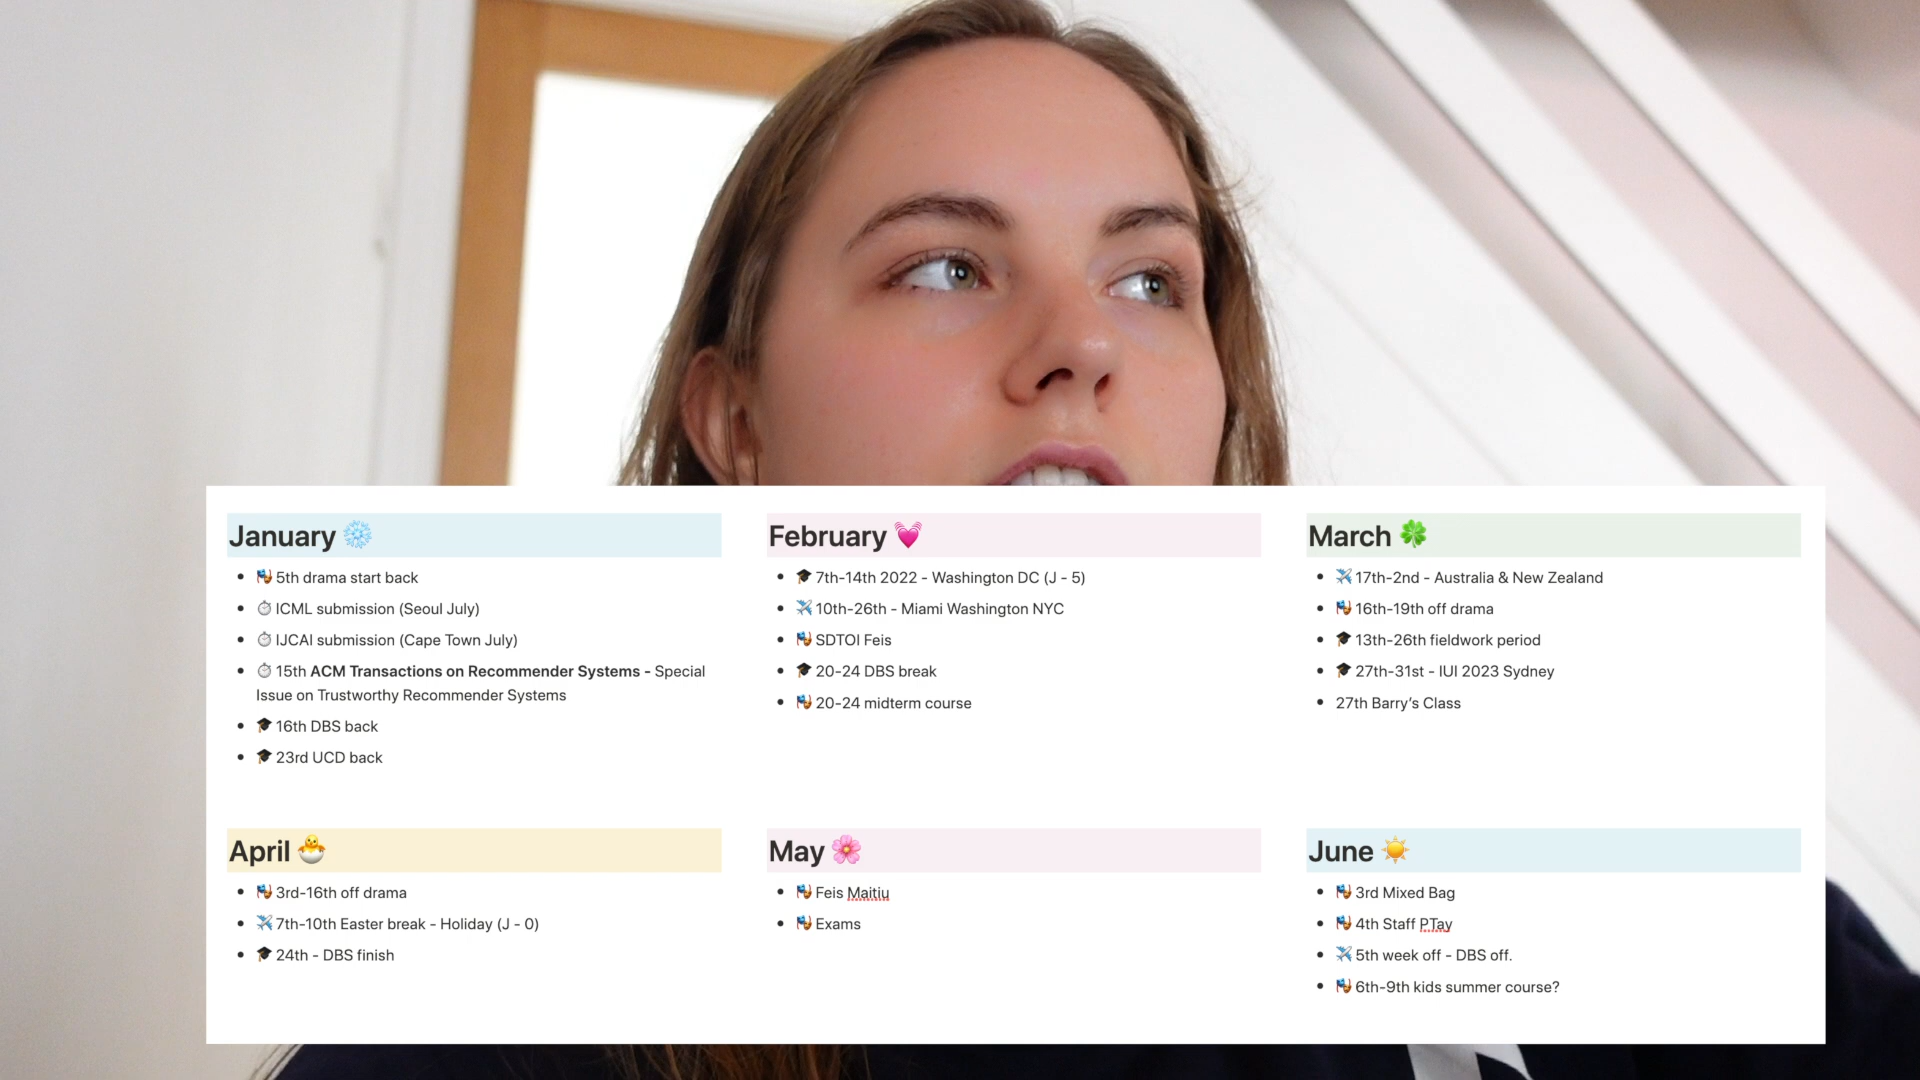 January ❄️
🎭 5th drama start back
⏱ ICML submission (Seoul July)
⏱ IJCAI submission (Cape Town July)
⏱ 15th ACM Transactions on Recommender Systems - Special
Issue on Trustworthy Recommender Systems
🎓 16th DBS back
🎓 23rd UCD back
February 💓
🎓 7th-14th 2022 - Washington DC (J - 5)
✈️ 10th-26th - Miami Washington NYC
🎭 SDTOI Feis
🎓 20-24 DBS break
🎭 20-24 midterm course
March 🍀
✈️ 17th-2nd - Australia & New Zealand
🎭 16th-19th off drama
🎓 13th-26th fieldwork period
🎓 27th-31st - IUI 2023 Sydney
27th Barry's Class
April 🐣
🎭 3rd-16th off drama
✈️ 7th-10th Easter break - Holiday (J - 0)
🎓 24th - DBS finish
May 🌸
🎭 Feis Maitiu
🎭 Exams
June ☀️
🎭 3rd Mixed Bag
🎭 4th Staff PTay
✈️ 5th week off - DBS off.
🎭 6th-9th kids summer course?